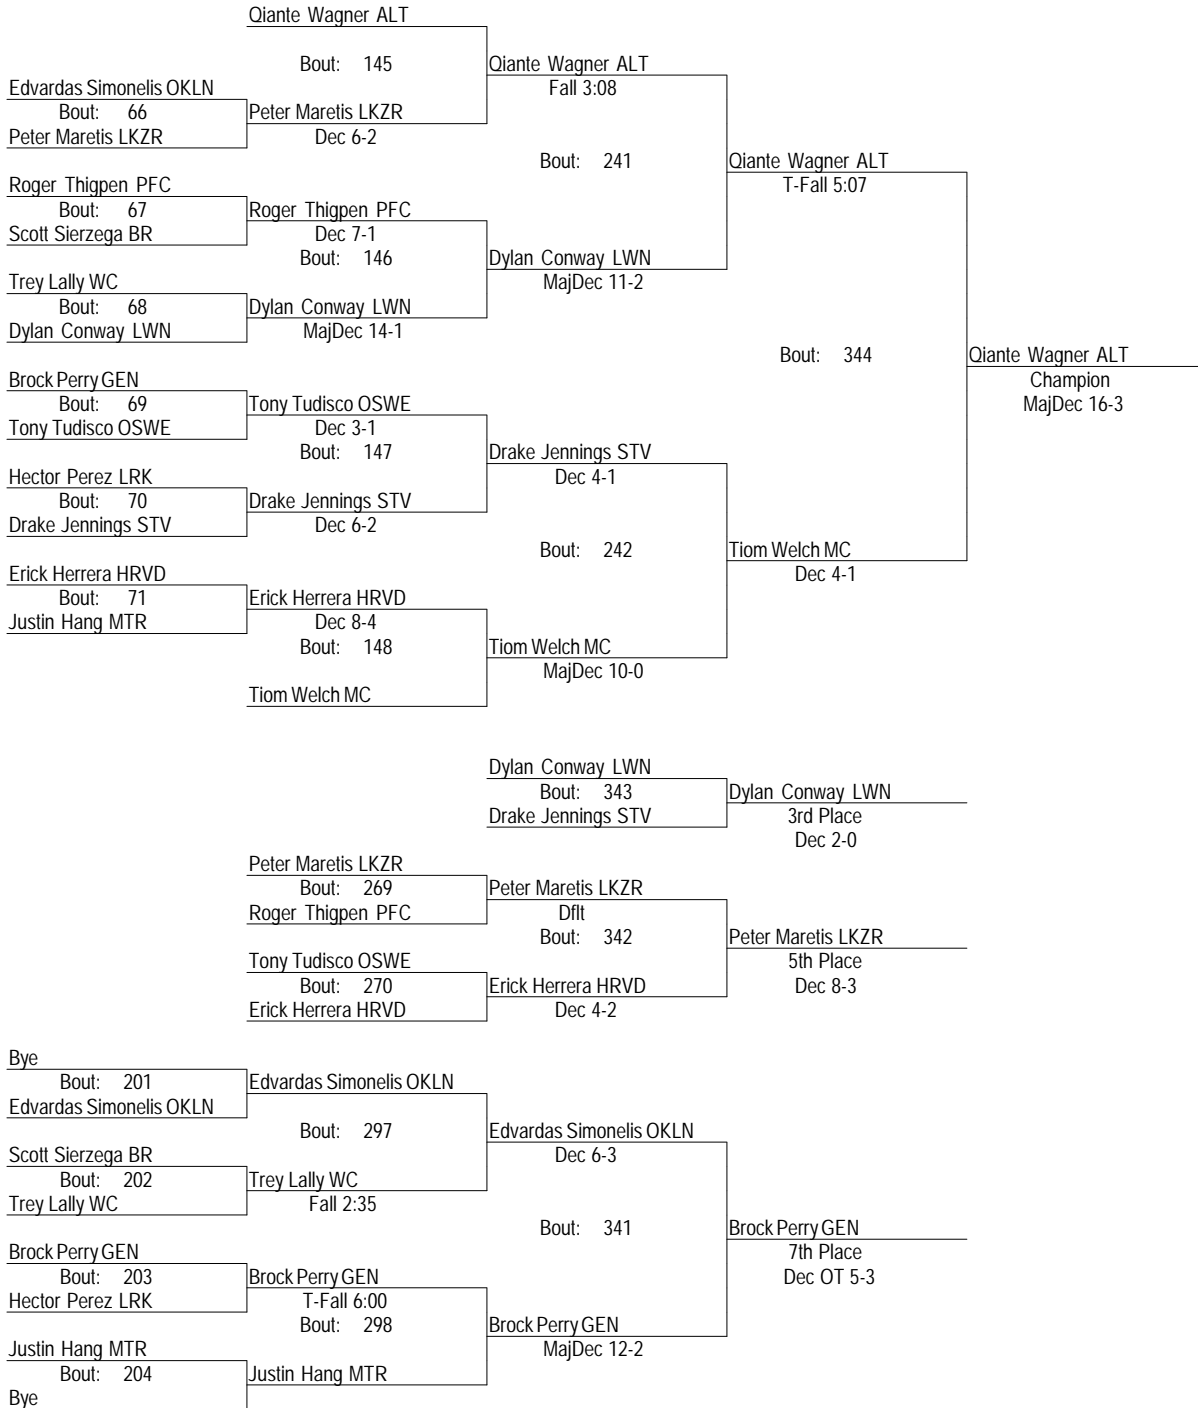 Qiante Wagner ALT
Bout: 145
Qiante Wagner ALT
Fall 3:08
Edvardas Simonelis OKLN
Bout: 66
Peter Maretis LKZR
Peter Maretis LKZR
Dec 6-2
Bout: 241
Qiante Wagner ALT
T-Fall 5:07
Roger Thigpen PFC
Bout: 67
Scott Sierzega BR
Roger Thigpen PFC
Dec 7-1
Bout: 146
Dylan Conway LWN
MajDec 11-2
Trey Lally WC
Bout: 68
Dylan Conway LWN
Dylan Conway LWN
MajDec 14-1
Bout: 344
Qiante Wagner ALT
Champion
MajDec 16-3
Brock Perry GEN
Bout: 69
Tony Tudisco OSWE
Tony Tudisco OSWE
Dec 3-1
Bout: 147
Drake Jennings STV
Dec 4-1
Hector Perez LRK
Bout: 70
Drake Jennings STV
Drake Jennings STV
Dec 6-2
Bout: 242
Tiom Welch MC
Dec 4-1
Erick Herrera HRVD
Bout: 71
Justin Hang MTR
Erick Herrera HRVD
Dec 8-4
Bout: 148
Tiom Welch MC
MajDec 10-0
Tiom Welch MC
Dylan Conway LWN
Bout: 343
Drake Jennings STV
Dylan Conway LWN
3rd Place
Dec 2-0
Peter Maretis LKZR
Bout: 269
Roger Thigpen PFC
Peter Maretis LKZR
Dflt
Bout: 342
Peter Maretis LKZR
5th Place
Dec 8-3
Tony Tudisco OSWE
Bout: 270
Erick Herrera HRVD
Erick Herrera HRVD
Dec 4-2
Bye
Bout: 201
Edvardas Simonelis OKLN
Edvardas Simonelis OKLN
Bout: 297
Edvardas Simonelis OKLN
Dec 6-3
Scott Sierzega BR
Bout: 202
Trey Lally WC
Trey Lally WC
Fall 2:35
Bout: 341
Brock Perry GEN
7th Place
Dec OT 5-3
Brock Perry GEN
Bout: 203
Hector Perez LRK
Brock Perry GEN
T-Fall 6:00
Bout: 298
Brock Perry GEN
MajDec 12-2
Justin Hang MTR
Bout: 204
Bye
Justin Hang MTR